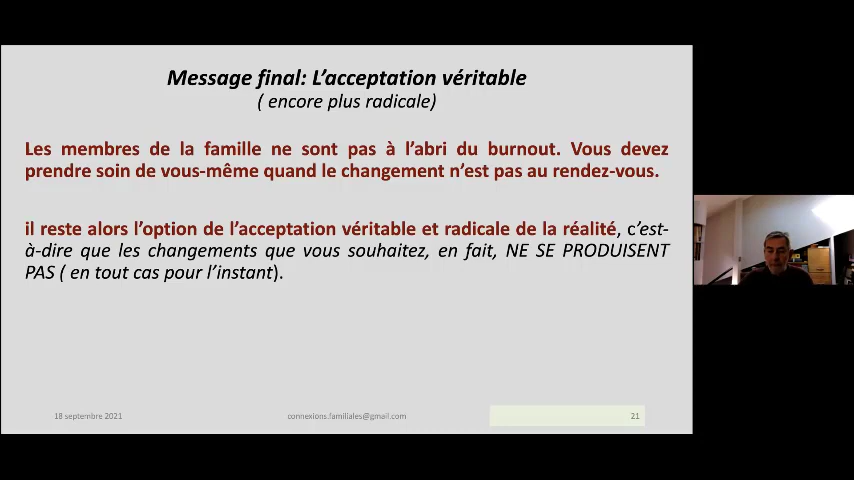 Message final: L’acceptation véritable
( encore plus radicale)
Les membres de la famille ne sont pas à l’abri du burnout. Vous devez
prendre soin de vous-même quand le changement n’est pas au rendez-vous.
il reste alors l’option de l’acceptation véritable et radicale de la réalité, c’est-
à-dire que les changements que vous souhaitez, en fait, NE SE PRODUISENT
PAS ( en tout cas pour l’instant).
18 septembre 2021
connexions.familiales@gmail.com
21